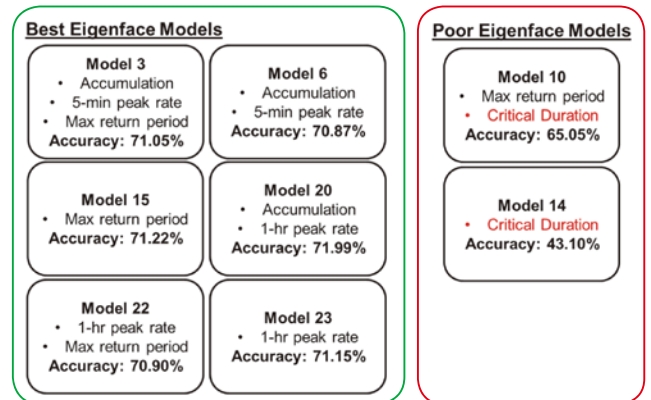 Best Eigenface Models
Model 3
• Accumulation
• 5-min peak rate
• Max return period
Accuracy: 71.05%
Model 6
• Accumulation
• 5-min peak rate
Accuracy: 70.87%
Model 15
• Max return period
Accuracy: 71.22%
Model 20
• Accumulation
• 1-hr peak rate
Accuracy: 71.99%
Model 22
• 1-hr peak rate
• Max return period
Accuracy: 70.90%
Model 23
• 1-hr peak rate
Accuracy: 71.15%
Poor Eigenface Models
Model 10
• Max return period
• Critical Duration
Accuracy: 65.05%
Model 14
• Critical Duration
Accuracy: 43.10%